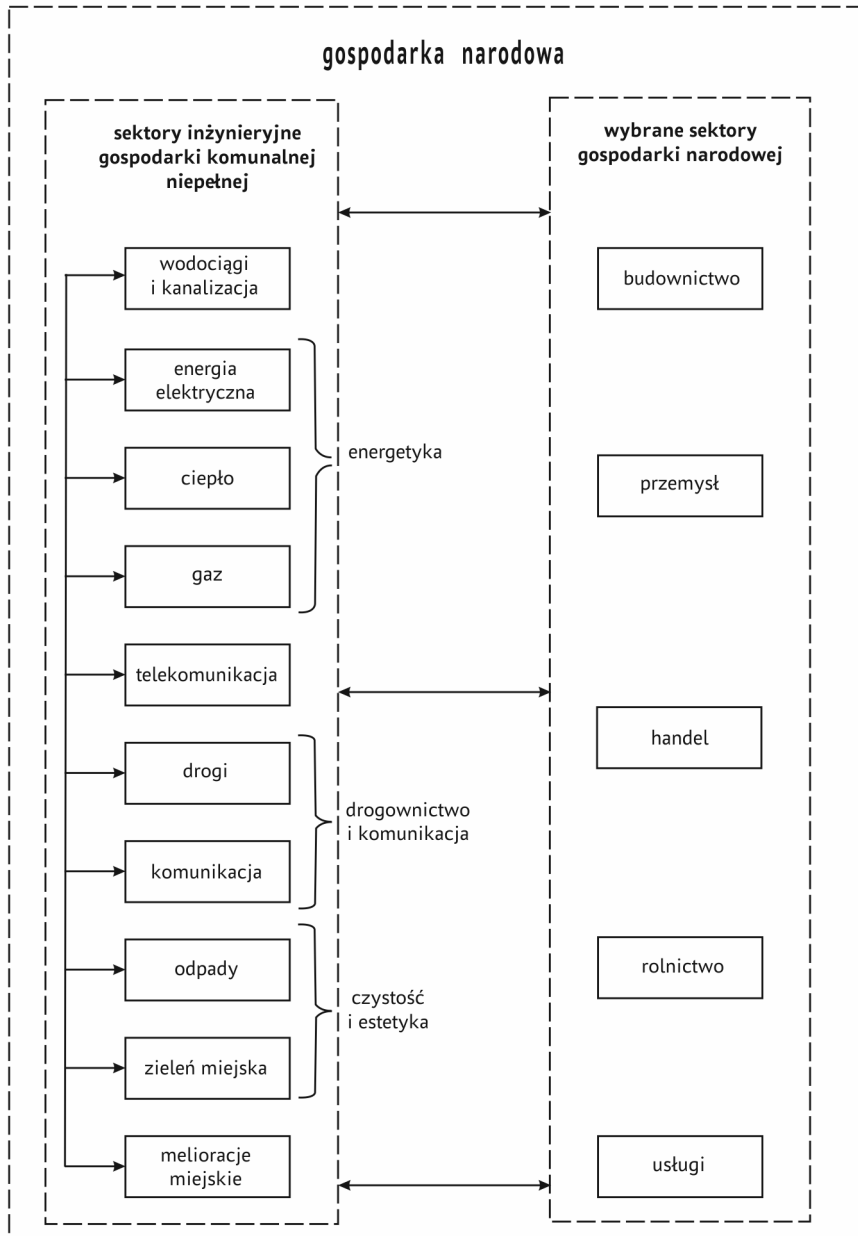 gospodarka narodowa
sektory inżynieryjne
gospodarki komunalnej
niepełnej
wodociągi
i kanalizacja
energia
elektryczna
ciepło
gaz
energetyka
telekomunikacja
drogi
komunikacja
drogownictwo
i komunikacja
odpady
zieleń miejska
czystość
i estetyka
melioracje
miejskie
wybrane sektory
gospodarki narodowej
budownictwo
przemysł
handel
rolnictwo
usługi